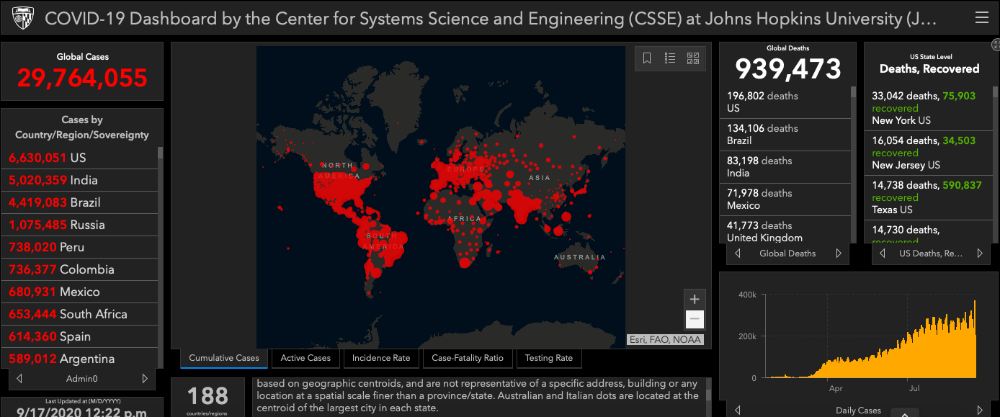 COVID-19 Dashboard by the Center for Systems Science and Engineering (CSSE) at Johns Hopkins University (J...
Global Cases
29,764,055
Cases by
Country/Region/Sovereignty
6,630,051 US
5,020,359 India
4,419,083 Brazil
1,075,485 Russia
738,020 Peru
736,377 Colombia
680,931 Mexico
653,444 South Africa
614,360 Spain
589,012 Argentina
Admin0
Last Updated at (M/D/YYYY)
9/17/2020 12:22 p.m
NORTH
AMERICA
SOUTH
AMERICA
EUROPE
AFRICA
ASIA
AUSTRALIA
Esri, FAO, NOAA
Cumulative Cases
Active Cases
Incidence Rate
Case-Fatality Ratio
Testing Rate
188
countries/regions
based on geographic centroids, and are not representative of a specific address, building or any
location at a spatial scale finer than a province/state. Australian and Italian dots are located at the
centroid of the largest city in each state.
Global Deaths
939,473
196,802 deaths
US
134,106 deaths
Brazil
83,198 deaths
India
71,978 deaths
Mexico
41,773 deaths
United Kingdom
Global Deaths
US State Level
Deaths, Recovered
33,042 deaths, 75,903
recovered
New York US
16,054 deaths, 34,503
recovered
New Jersey US
14,738 deaths, 590,837
recovered
Texas US
14,730 deaths,
recovered
US Deaths, Re...
400k
200k
0
Apr
Jul
Daily Cases